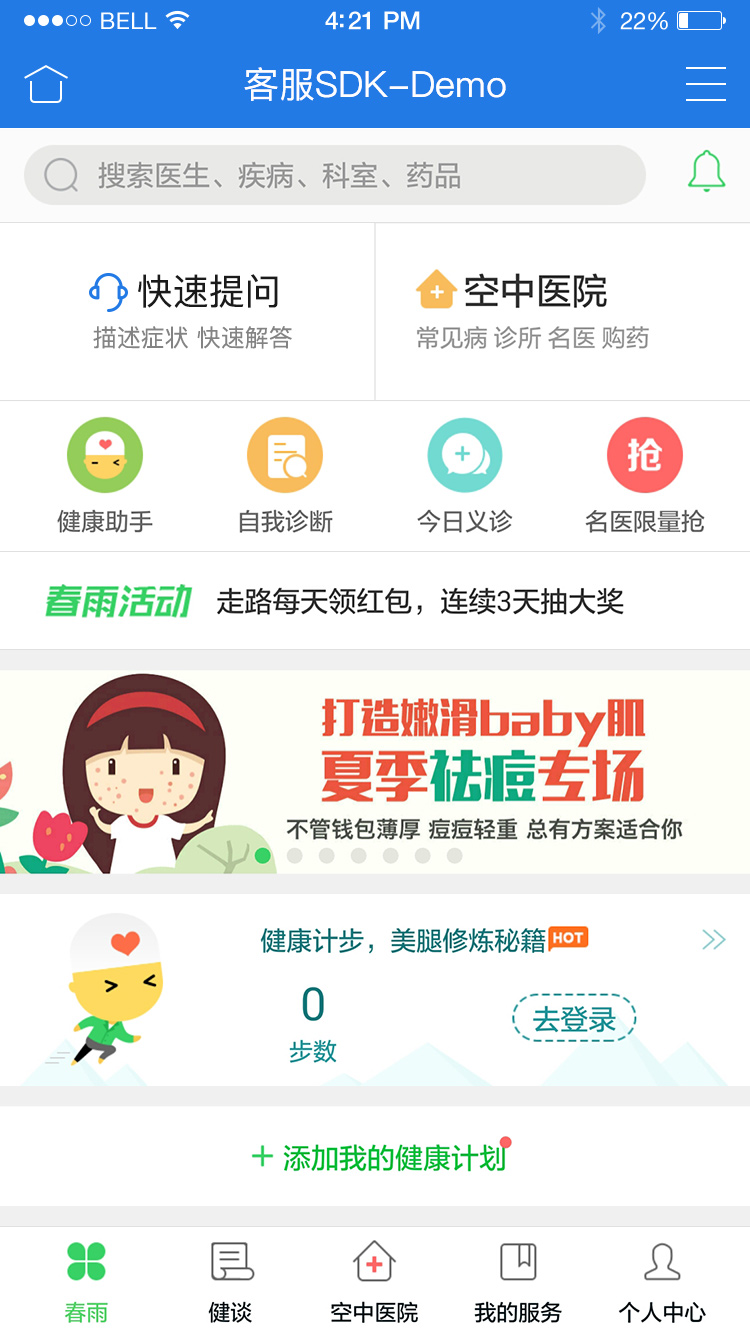 BELL 4:21 PM 22%
客服SDK-Demo
搜索医生、疾病、科室、药品
快速提问
描述症状 快速解答
空中医院
常见病 诊所 名医 购药
抢
健康助手 自我诊断 今日义诊 名医限量抢
春雨活动 走路每天领红包，连续3天抽大奖
打造嫩滑baby肌
夏季祛痘专场
不管钱包薄厚 痘痘轻重 总有方案适合你
健康计步，美腿修炼秘籍 HOT
0
步数
去登录
+ 添加我的健康计划
春雨 健谈 空中医院 我的服务 个人中心